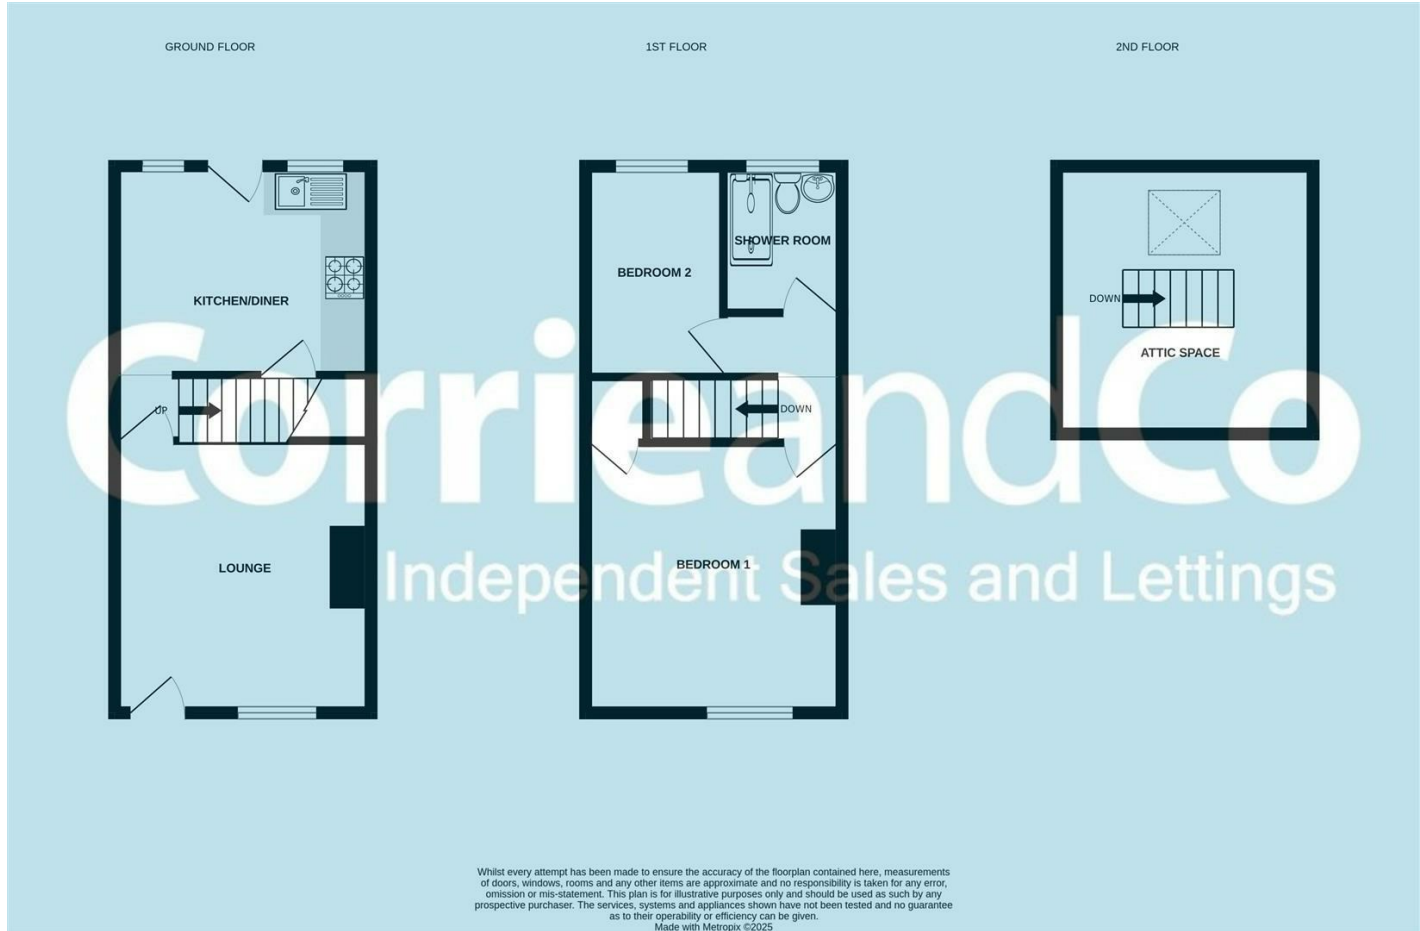 GROUND FLOOR
1ST FLOOR
2ND FLOOR
SHOWER ROOM
BEDROOM 2
KITCHEN/DINER
DOWN
ATTIC SPACE
UP
DOWN
CorrieandCo
LOUNGE
BEDROOM 1
Independent Sales and Lettings
Whilst every attempt has been made to ensure the accuracy of the floorplan contained here, measurements
of doors, windows, rooms and any other items are approximate and no responsibility is taken for any error,
omission or mis-statement. This plan is for illustrative purposes only and should be used as such by any
prospective purchaser. The services, systems and appliances shown have not been tested and no guarantee
as to their operability or efficiency can be given.
Made with Metropix ©2025